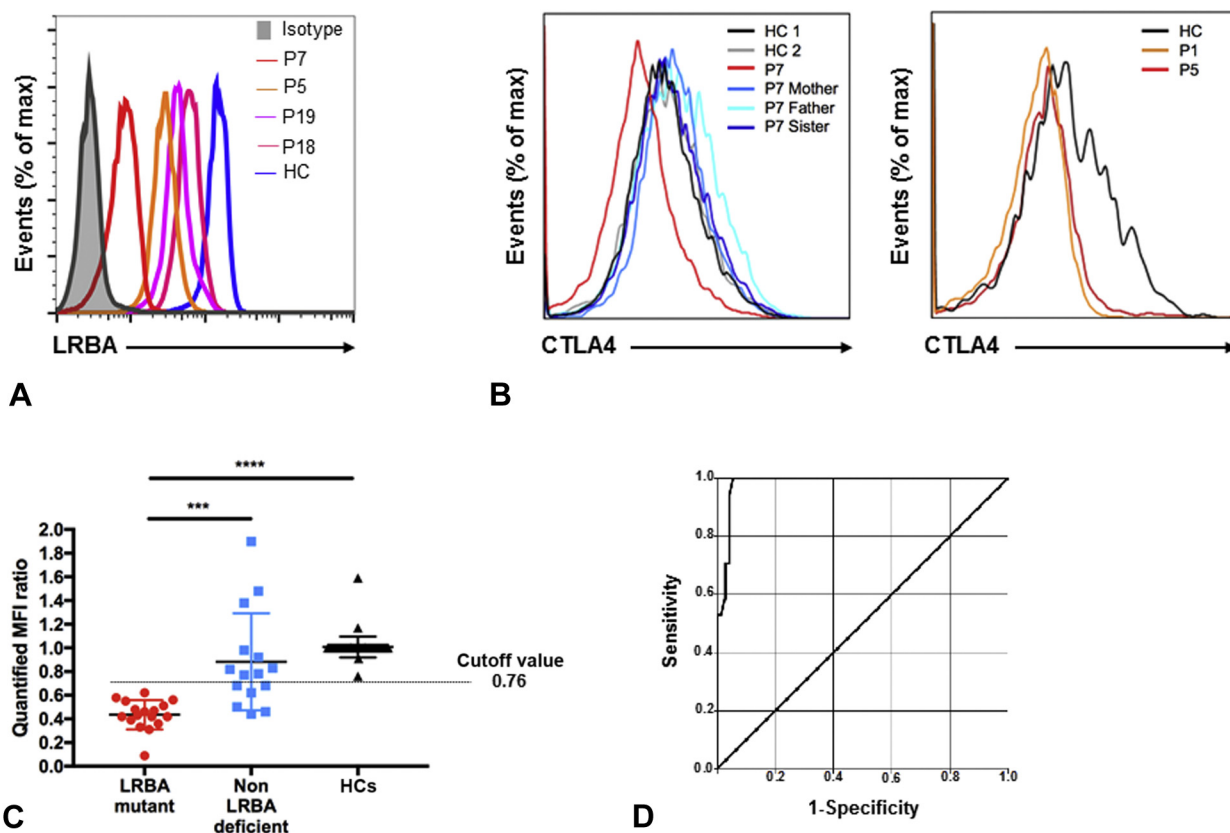 Isotype
P7
P5
P19
P18
HC
Events (% of max)
LRBA
A
HC 1
HC 2
P7
P7 Mother
P7 Father
P7 Sister
Events (% of max)
CTLA4
B
HC
P1
P5
Events (% of max)
CTLA4
****
***
2.0
1.8
1.6
1.4
1.2
1.0
0.8
0.6
0.4
0.2
0.0
Quantified MFI ratio
Cutoff value
0.76
LRBA
mutant
Non
LRBA
deficient
HCs
C
1.0
0.8
0.6
0.4
0.2
0
Sensitivity
0.2
0.4
0.6
0.8
1.0
1-Specificity
D